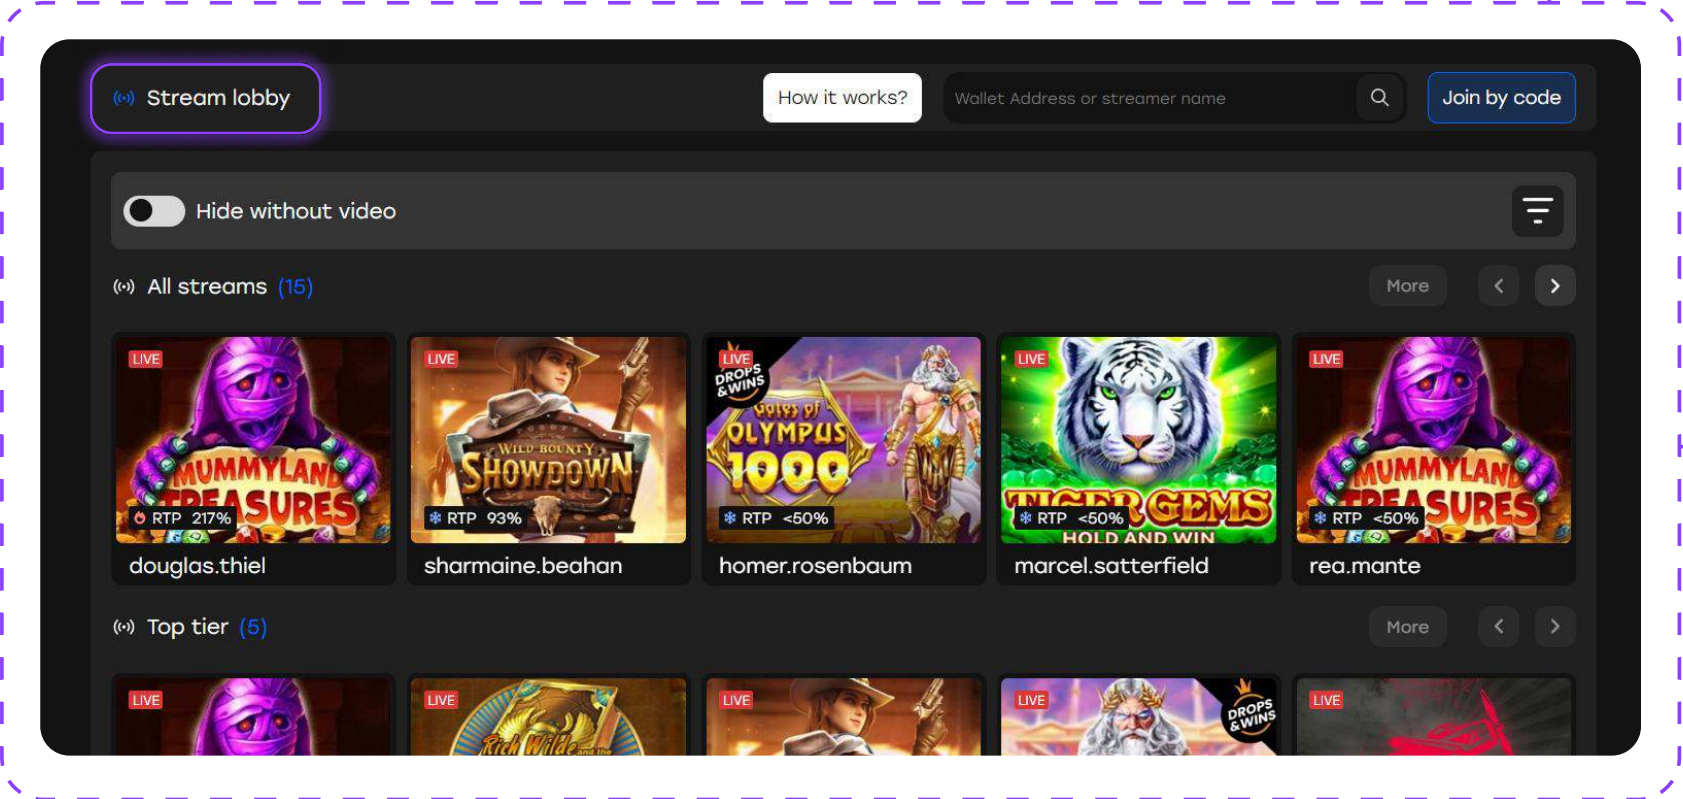 Stream lobby
How it works?
Wallet Address or streamer name
Join by code
Hide without video
All streams (15)
More
LIVE
MUMMYLAND
TREASURES
RTP 217%
douglas.thiel
LIVE
WILD BOUNTY
SHOWDOWN
RTP 93%
sharmaine.beahan
LIVE
DROPS
& WINS
Gates of
OLYMPUS
1000
RTP <50%
homer.rosenbaum
LIVE
TIGER GEMS
HOLD AND WIN
RTP <50%
marcel.satterfield
LIVE
MUMMYLAND
TREASURES
RTP <50%
rea.mante
Top tier (5)
More
LIVE
LIVE
Rich Wilde and the
LIVE
LIVE
DROPS
& WINS
LIVE